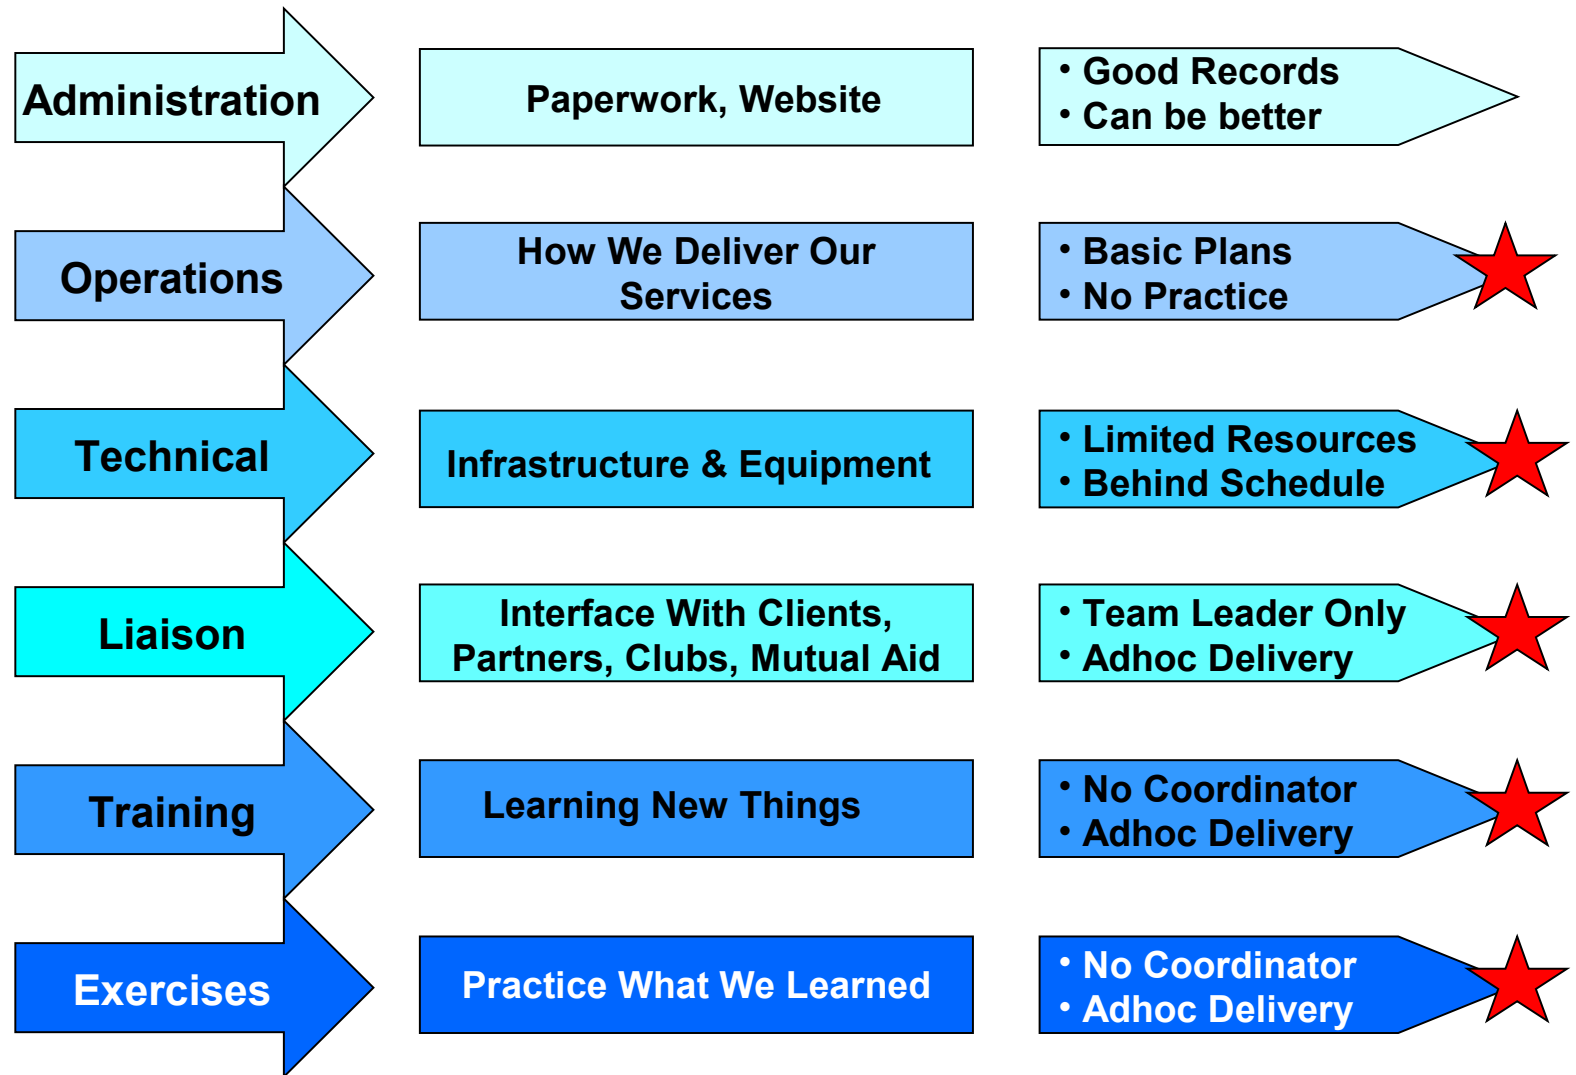 Administration
Paperwork, Website
• Good Records
• Can be better
Operations
How We Deliver Our
Services
• Basic Plans
• No Practice
Technical
Infrastructure & Equipment
• Limited Resources
• Behind Schedule
Liaison
Interface With Clients,
Partners, Clubs, Mutual Aid
• Team Leader Only
• Adhoc Delivery
Training
Learning New Things
• No Coordinator
• Adhoc Delivery
Exercises
Practice What We Learned
• No Coordinator
• Adhoc Delivery